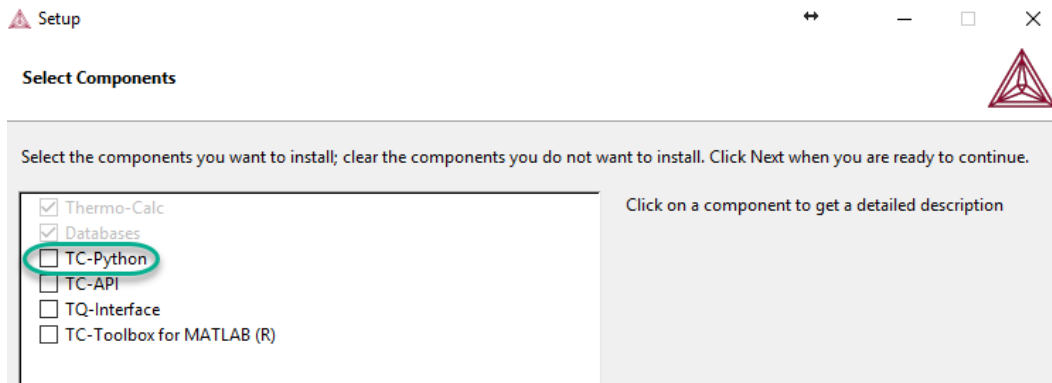 Setup
Select Components
Select the components you want to install; clear the components you do not want to install. Click Next when you are ready to continue.
Thermo-Calc
Databases
TC-Python
TC-API
TQ-Interface
TC-Toolbox for MATLAB (R)
Click on a component to get a detailed description